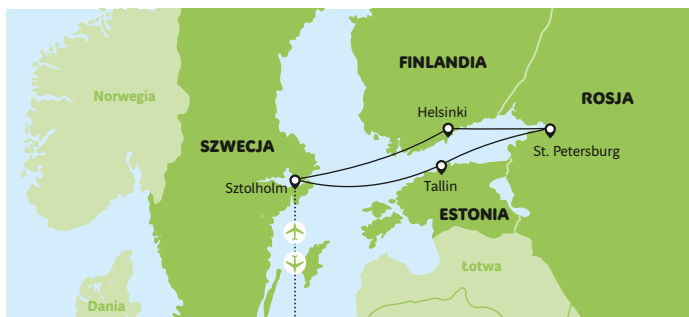 FINLANDIA
Norwegia
ROSJA
Helsinki
SZWECJA
St. Petersburg
Sztolholm
Tallin
ESTONIA
Łotwa
Dania